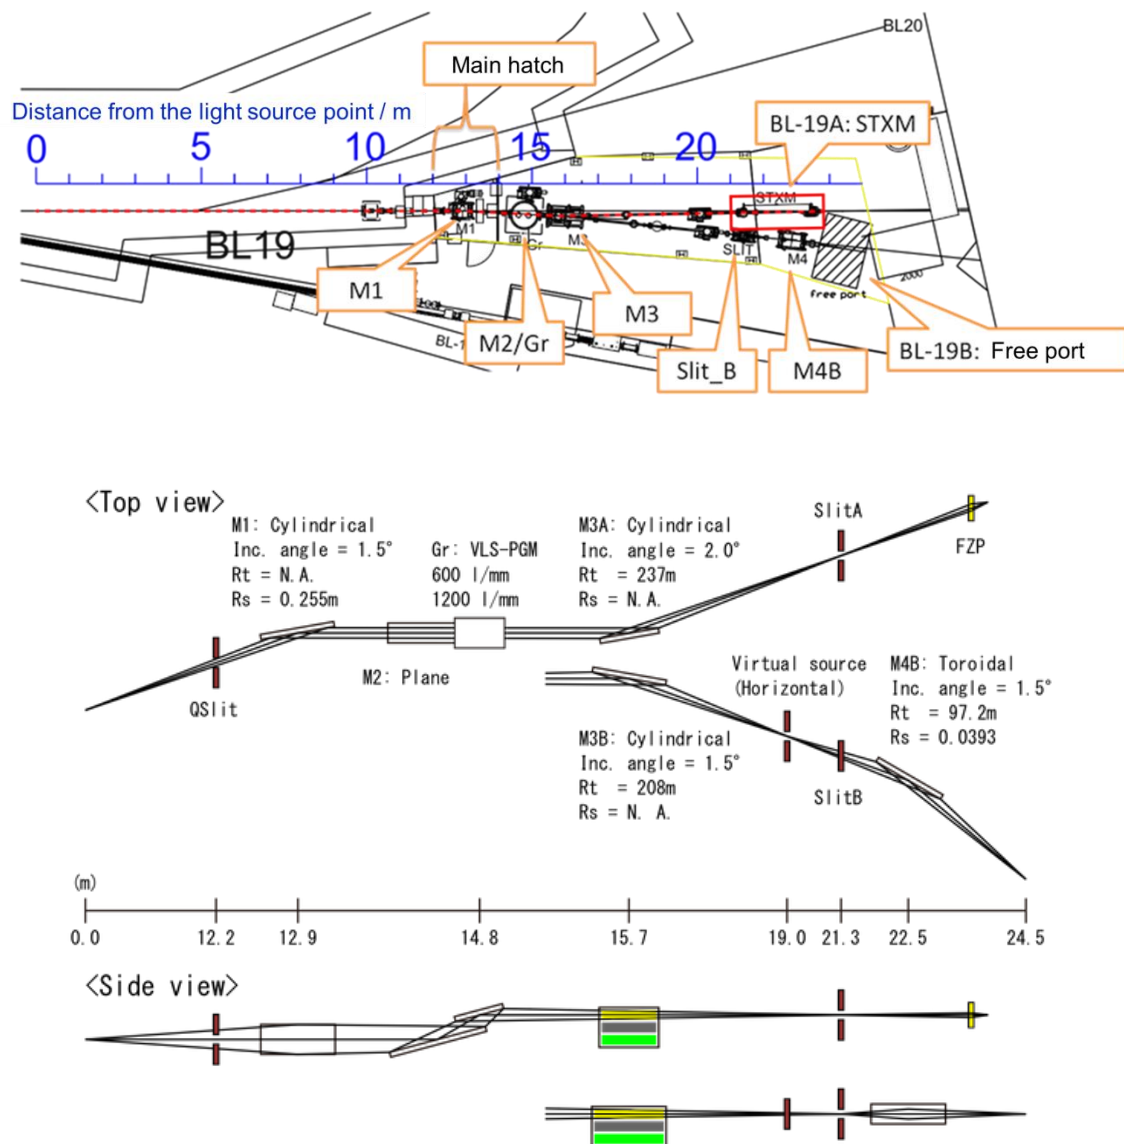 BL20
Main hatch
Distance from the light source point / m
BL-19A: STXM
0 5 10 15 20
STXM
M1
BL19
SLIT
M4
M1
free port
2000
M3
M2/Gr
BL-19B: Free port
Slit_B
M4B
<Top view>
M1: Cylindrical
Inc. angle = 1.5°
Rt = N.A.
Rs = 0.255m
Gr: VLS-PGM
600 l/mm
1200 l/mm
M3A: Cylindrical
Inc. angle = 2.0°
Rt = 237m
Rs = N.A.
SlitA
FZP
QSlit
M2: Plane
Virtual source
(Horizontal)
M4B: Toroidal
Inc. angle = 1.5°
Rt = 97.2m
Rs = 0.0393
M3B: Cylindrical
Inc. angle = 1.5°
Rt = 208m
Rs = N. A.
SlitB
(m)
0.0 12.2 12.9 14.8 15.7 19.0 21.3 22.5 24.5
<Side view>